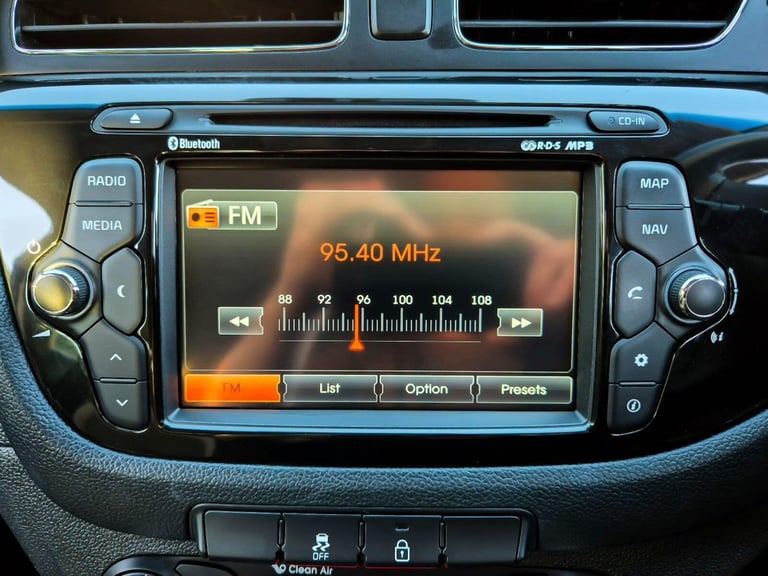 CD-IN
Bluetooth
R·D·S MP3
RADIO
MEDIA
MAP
NAV
FM
95.40 MHz
88 92 96 100 104 108
FM List Option Presets
OFF
Clean Air